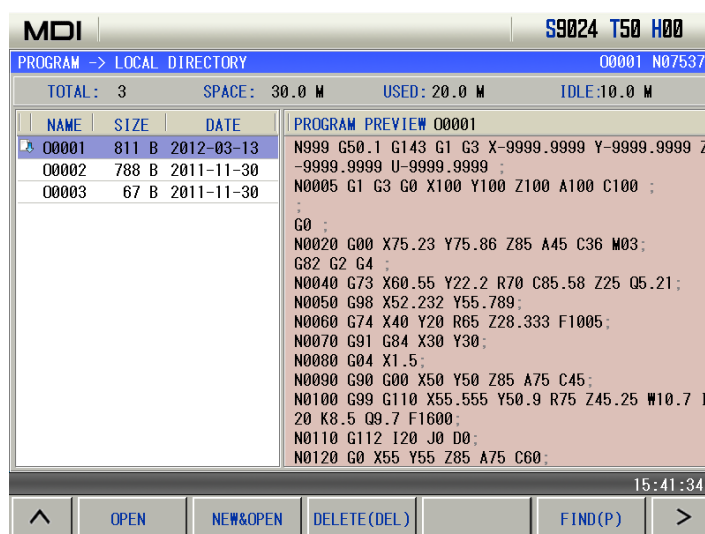 MDI S9024 T50 H00
PROGRAM -> LOCAL DIRECTORY O0001 N07537
TOTAL: 3 SPACE: 30.0 M USED: 20.0 M IDLE:10.0 M
NAME SIZE DATE
O0001 811 B 2012-03-13
O0002 788 B 2011-11-30
O0003 67 B 2011-11-30
PROGRAM PREVIEW O0001
N999 G50.1 G143 G1 G3 X-9999.9999 Y-9999.9999 Z
-9999.9999 U-9999.9999 ;
N0005 G1 G3 G0 X100 Y100 Z100 A100 C100 ;
;
G0 ;
N0020 G00 X75.23 Y75.86 Z85 A45 C36 M03;
G82 G2 G4 ;
N0040 G73 X60.55 Y22.2 R70 C85.58 Z25 Q5.21;
N0050 G98 X52.232 Y55.789;
N0060 G74 X40 Y20 R65 Z28.333 F1005;
N0070 G91 G84 X30 Y30;
N0080 G04 X1.5;
N0090 G90 G00 X50 Y50 Z85 A75 C45;
N0100 G99 G110 X55.555 Y50.9 R75 Z45.25 W10.7 I
20 K8.5 Q9.7 F1600;
N0110 G112 I20 J0 D0;
N0120 G0 X55 Y55 Z85 A75 C60;
15:41:34
OPEN NEW&OPEN DELETE(DEL) FIND(P) >